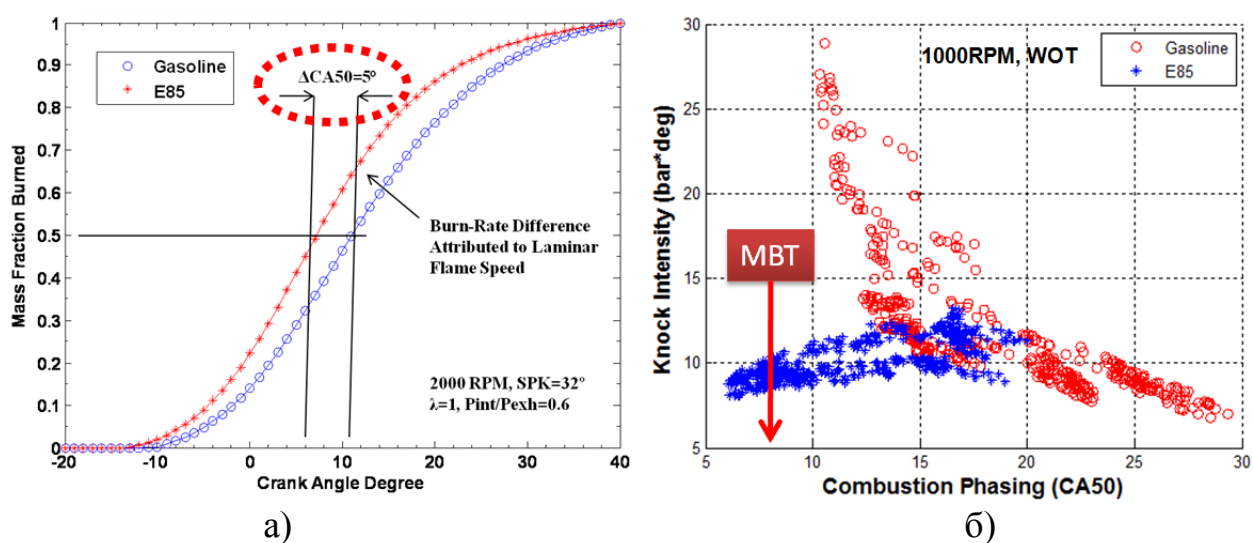 Gasoline
E85
ΔCA50=5°
Burn-Rate Difference
Attributed to Laminar
Flame Speed
2000 RPM, SPK=32°
λ=1, Pint/Pexh=0.6
Mass Fraction Burned
1
0.9
0.8
0.7
0.6
0.5
0.4
0.3
0.2
0.1
0
-20
-10
0
10
20
30
40
Crank Angle Degree
а)
1000RPM, WOT
Gasoline
E85
MBT
Knock Intensity (bar*deg)
30
25
20
15
10
5
5
10
15
20
25
30
Combustion Phasing (CA50)
б)